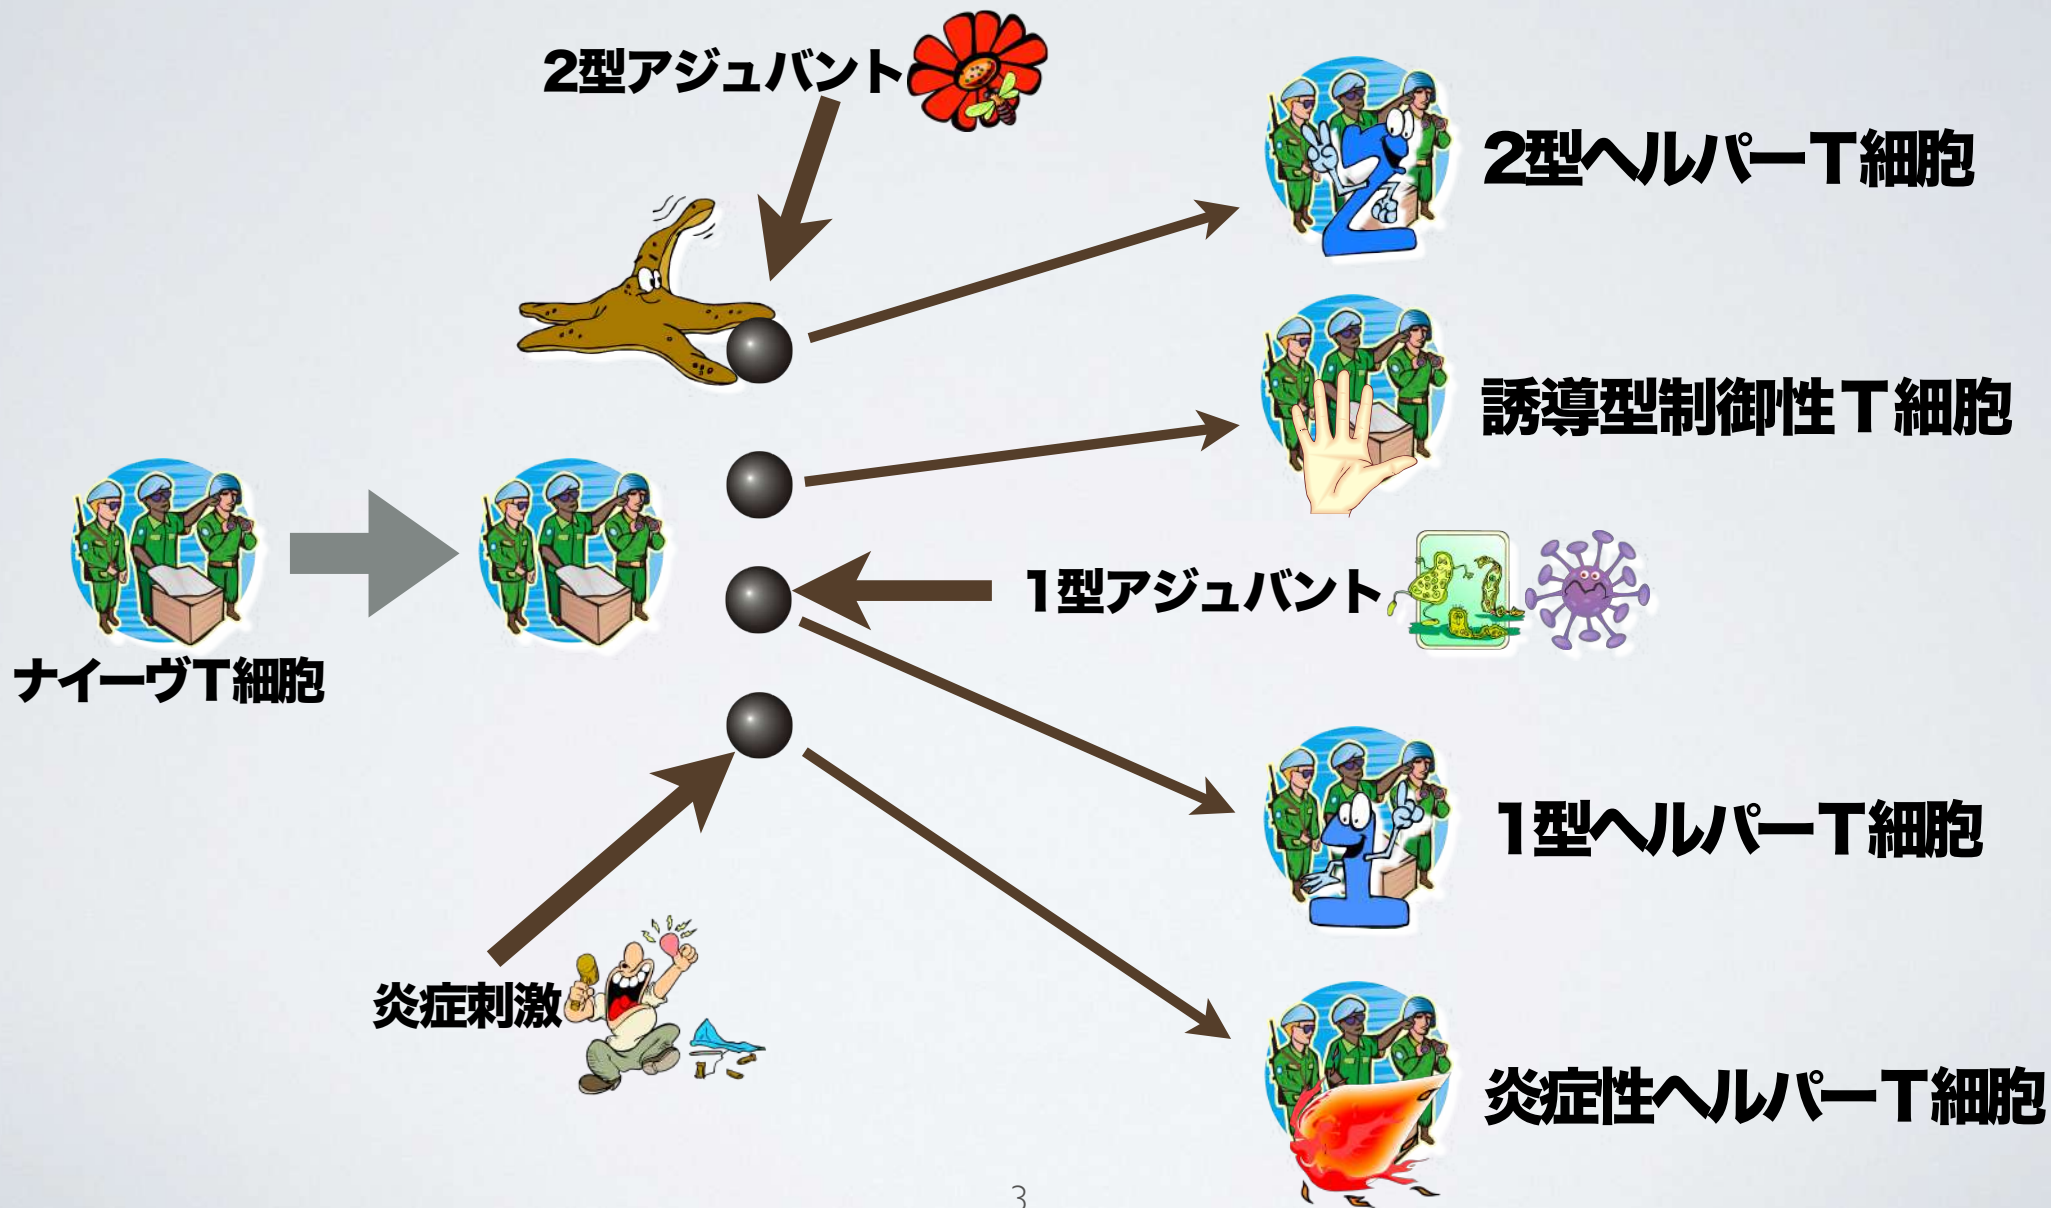 2型アジュバント
2型ヘルパーT細胞
誘導型制御性T細胞
1型アジュバント
ナイーヴT細胞
1型ヘルパーT細胞
炎症刺激
炎症性ヘルパーT細胞
3